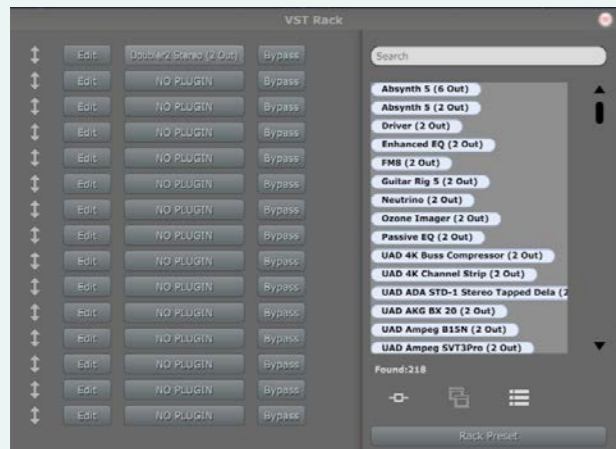 VST Rack
Edit Doubler2 Stereo (2 Out) Bypass
Edit NO PLUGIN Bypass
Edit NO PLUGIN Bypass
Edit NO PLUGIN Bypass
Edit NO PLUGIN Bypass
Edit NO PLUGIN Bypass
Edit NO PLUGIN Bypass
Edit NO PLUGIN Bypass
Edit NO PLUGIN Bypass
Edit NO PLUGIN Bypass
Edit NO PLUGIN Bypass
Edit NO PLUGIN Bypass
Edit NO PLUGIN Bypass
Edit NO PLUGIN Bypass
Edit NO PLUGIN Bypass
Search
Absynth 5 (6 Out)
Absynth 5 (2 Out)
Driver (2 Out)
Enhanced EQ (2 Out)
FM8 (2 Out)
Guitar Rig 5 (2 Out)
Neutrino (2 Out)
Ozone Imager (2 Out)
Passive EQ (2 Out)
UAD 4K Buss Compressor (2 Out)
UAD 4K Channel Strip (2 Out)
UAD ADA STD-1 Stereo Tapped Dela (2
UAD AKG BX 20 (2 Out)
UAD Ampeg B15N (2 Out)
UAD Ampeg SVT3Pro (2 Out)
Found:218
Rack Preset